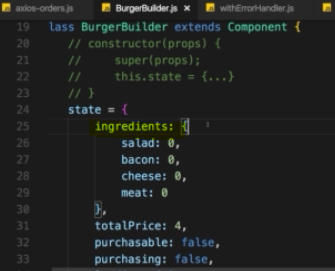 axios-orders.js BurgerBuilder.js × withErrorHandler.js
19 lass BurgerBuilder extends Component {
20 // constructor(props) {
21 // super(props);
22 // this.state = {...}
23 // }
24 state = {
25 ingredients: {
26 salad: 0,
27 bacon: 0,
28 cheese: 0,
29 meat: 0
30 },
31 totalPrice: 4,
32 purchasable: false,
33 purchasing: false,